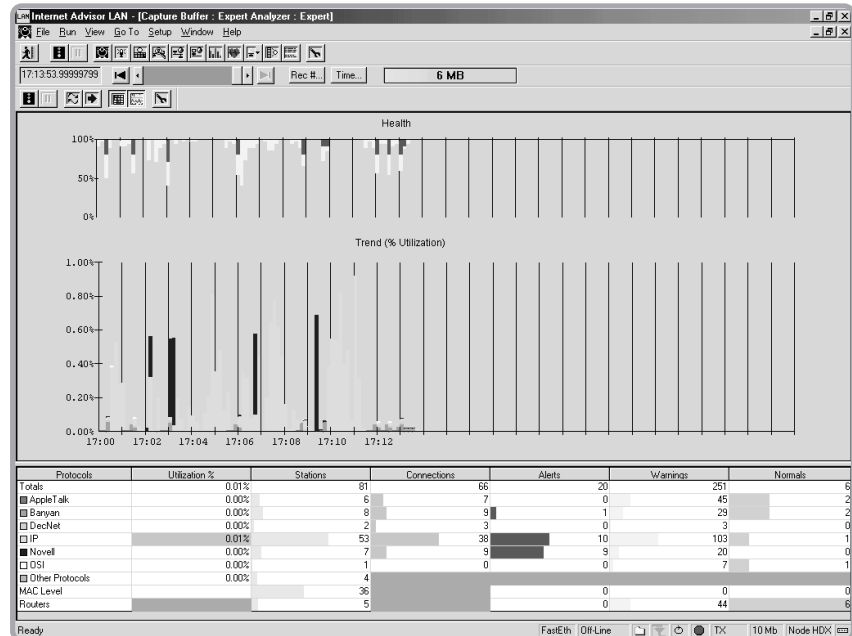 Internet Advisor LAN - [Capture Buffer : Expert Analyzer : Expert]
File Run View Go To Setup Window Help
17:13:53.99999799 Rec #... Time... 6 MB
Health
100%
50%
0%
Trend (% Utilization)
1.00%
0.80%
0.60%
0.40%
0.20%
0.00%
17:00 17:02 17:04 17:06 17:08 17:10 17:12
Protocols Utilization % Stations Connections Alerts Warnings Normals
Totals 0.01% 81 66 20 251 6
AppleTalk 0.00% 6 7 0 45 2
Banyan 0.00% 8 9 1 29 2
DecNet 0.00% 2 3 0 3 0
IP 0.01% 53 38 10 103 1
Novell 0.00% 7 9 9 20 0
OSI 0.00% 1 0 0 7 1
Other Protocols 0.00% 4
MAC Level 36 0 0 0
Routers 5 0 44 6
Ready FastEth Off-Line TX 10 Mb Node HDX